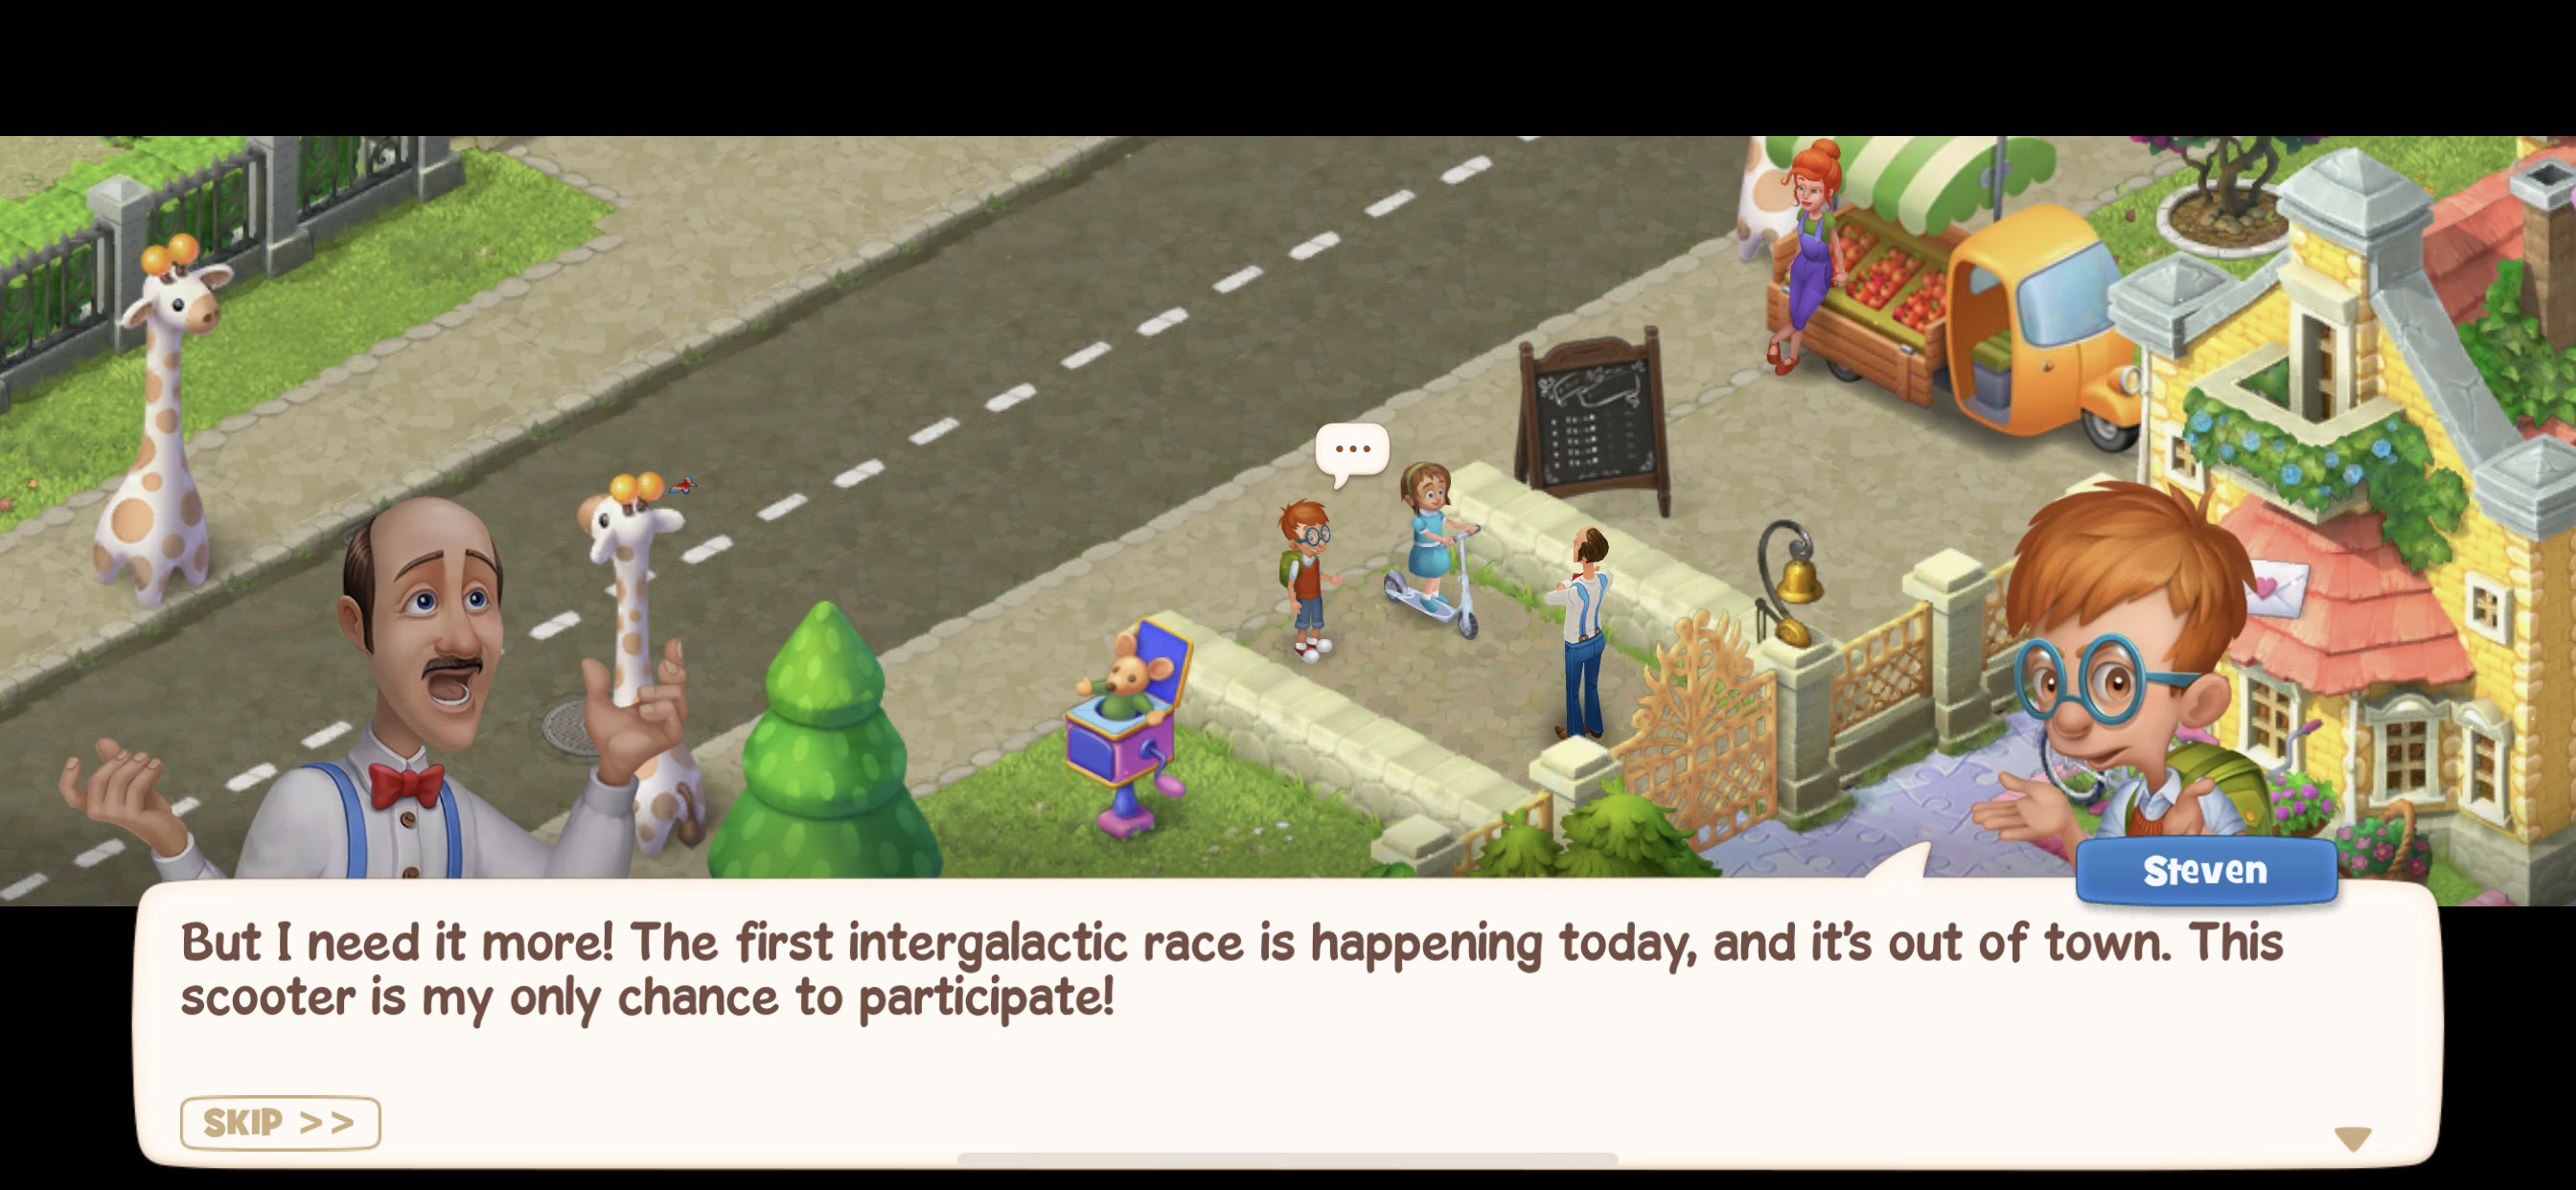 ...
Steven
But I need it more! The first intergalactic race is happening today, and it's out of town. This
scooter is my only chance to participate!
SKIP >>